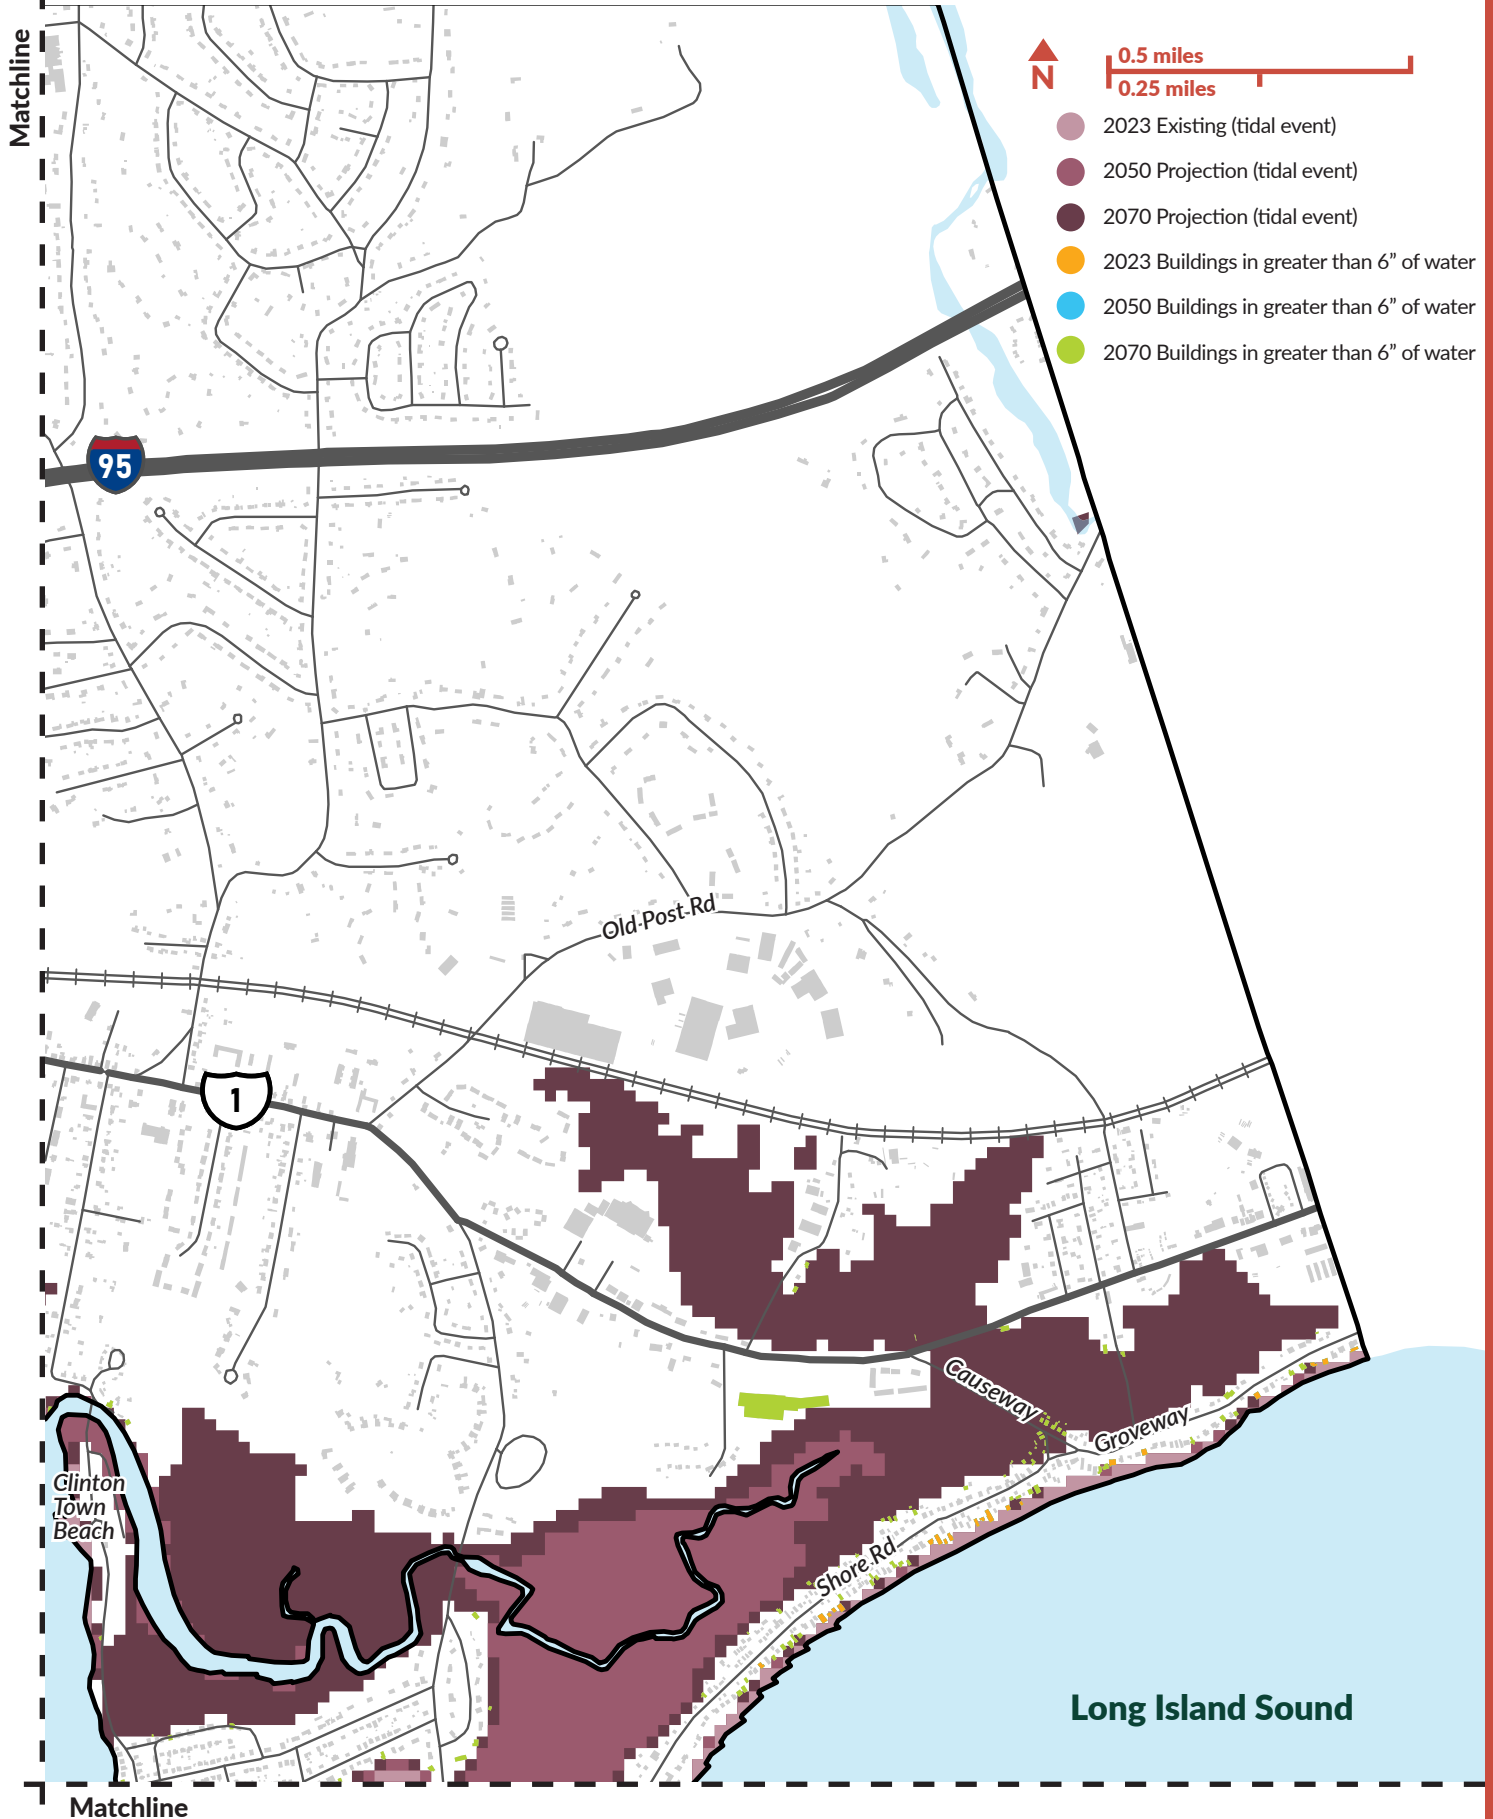 Matchline
N
0.5 miles
0.25 miles
2023 Existing (tidal event)
2050 Projection (tidal event)
2070 Projection (tidal event)
2023 Buildings in greater than 6” of water
2050 Buildings in greater than 6” of water
2070 Buildings in greater than 6” of water
95
Old Post Rd
1
Causeway
Groveway
Clinton
Town
Beach
Shore Rd
Long Island Sound
Matchline